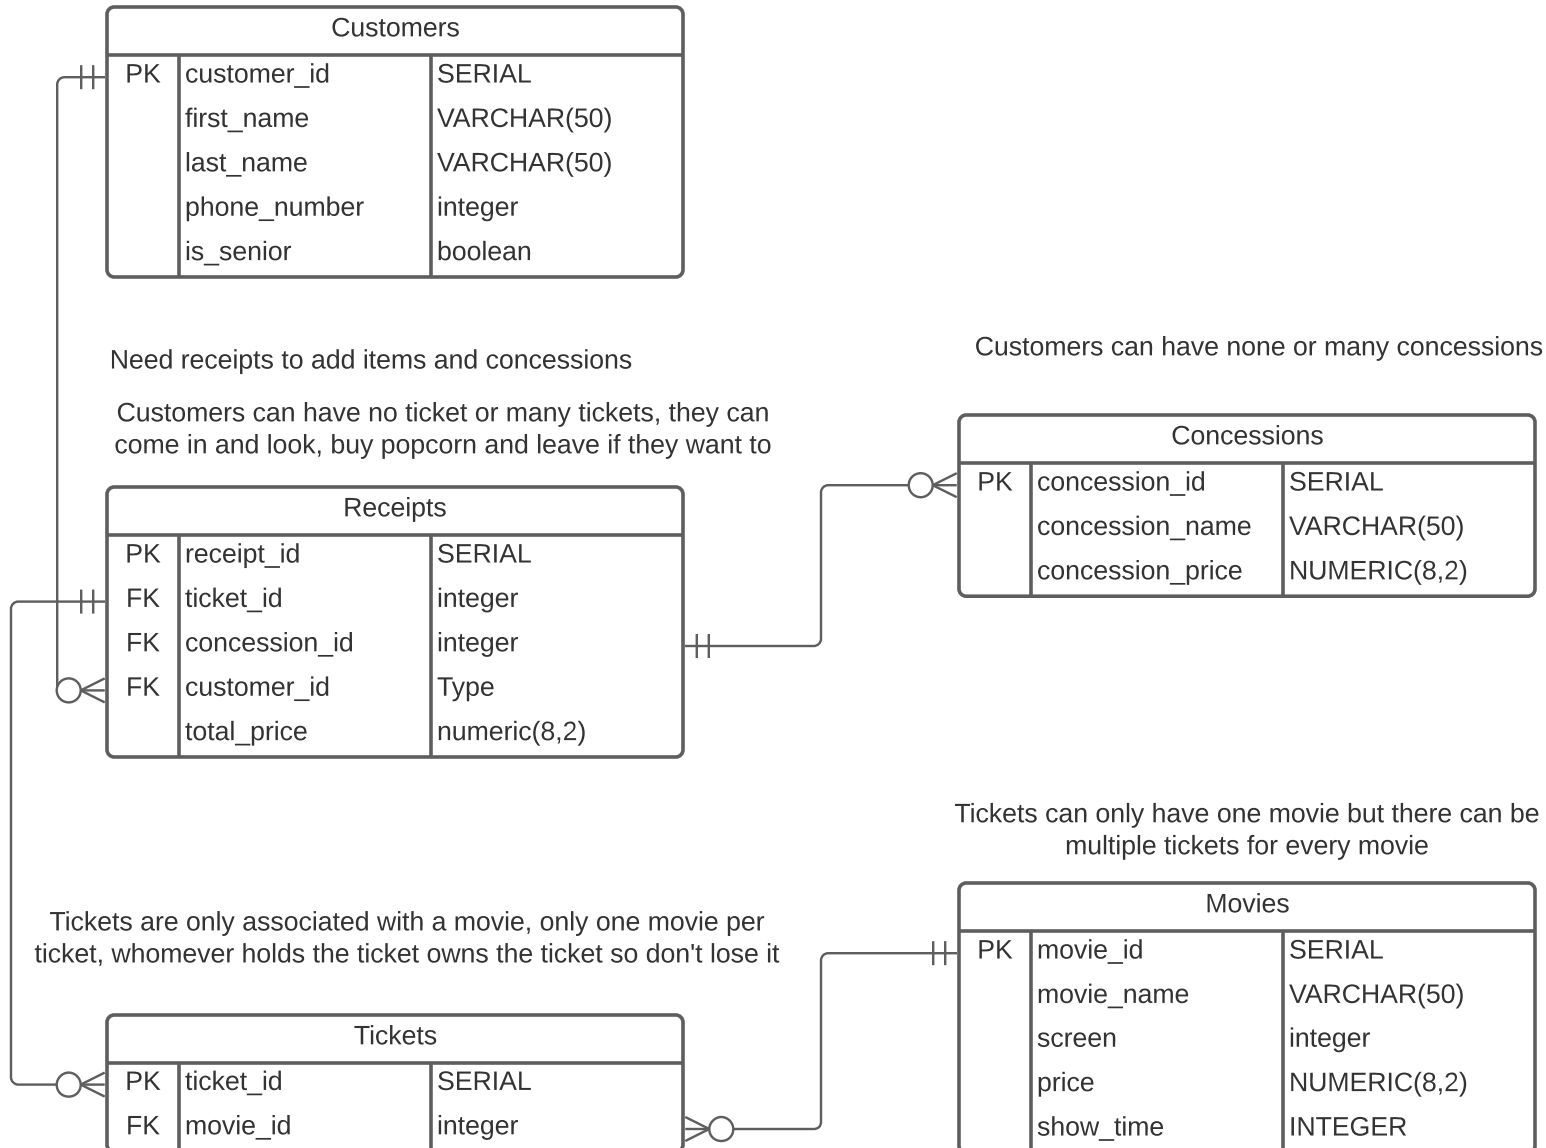 Customers
PK customer_id SERIAL
first_name VARCHAR(50)
last_name VARCHAR(50)
phone_number integer
is_senior boolean
Need receipts to add items and concessions
Customers can have no ticket or many tickets, they can
come in and look, buy popcorn and leave if they want to
Receipts
PK receipt_id SERIAL
FK ticket_id integer
FK concession_id integer
FK customer_id Type
total_price numeric(8,2)
Customers can have none or many concessions
Concessions
PK concession_id SERIAL
concession_name VARCHAR(50)
concession_price NUMERIC(8,2)
Tickets are only associated with a movie, only one movie per
ticket, whomever holds the ticket owns the ticket so don't lose it
Tickets
PK ticket_id SERIAL
FK movie_id integer
Tickets can only have one movie but there can be
multiple tickets for every movie
Movies
PK movie_id SERIAL
movie_name VARCHAR(50)
screen integer
price NUMERIC(8,2)
show_time INTEGER